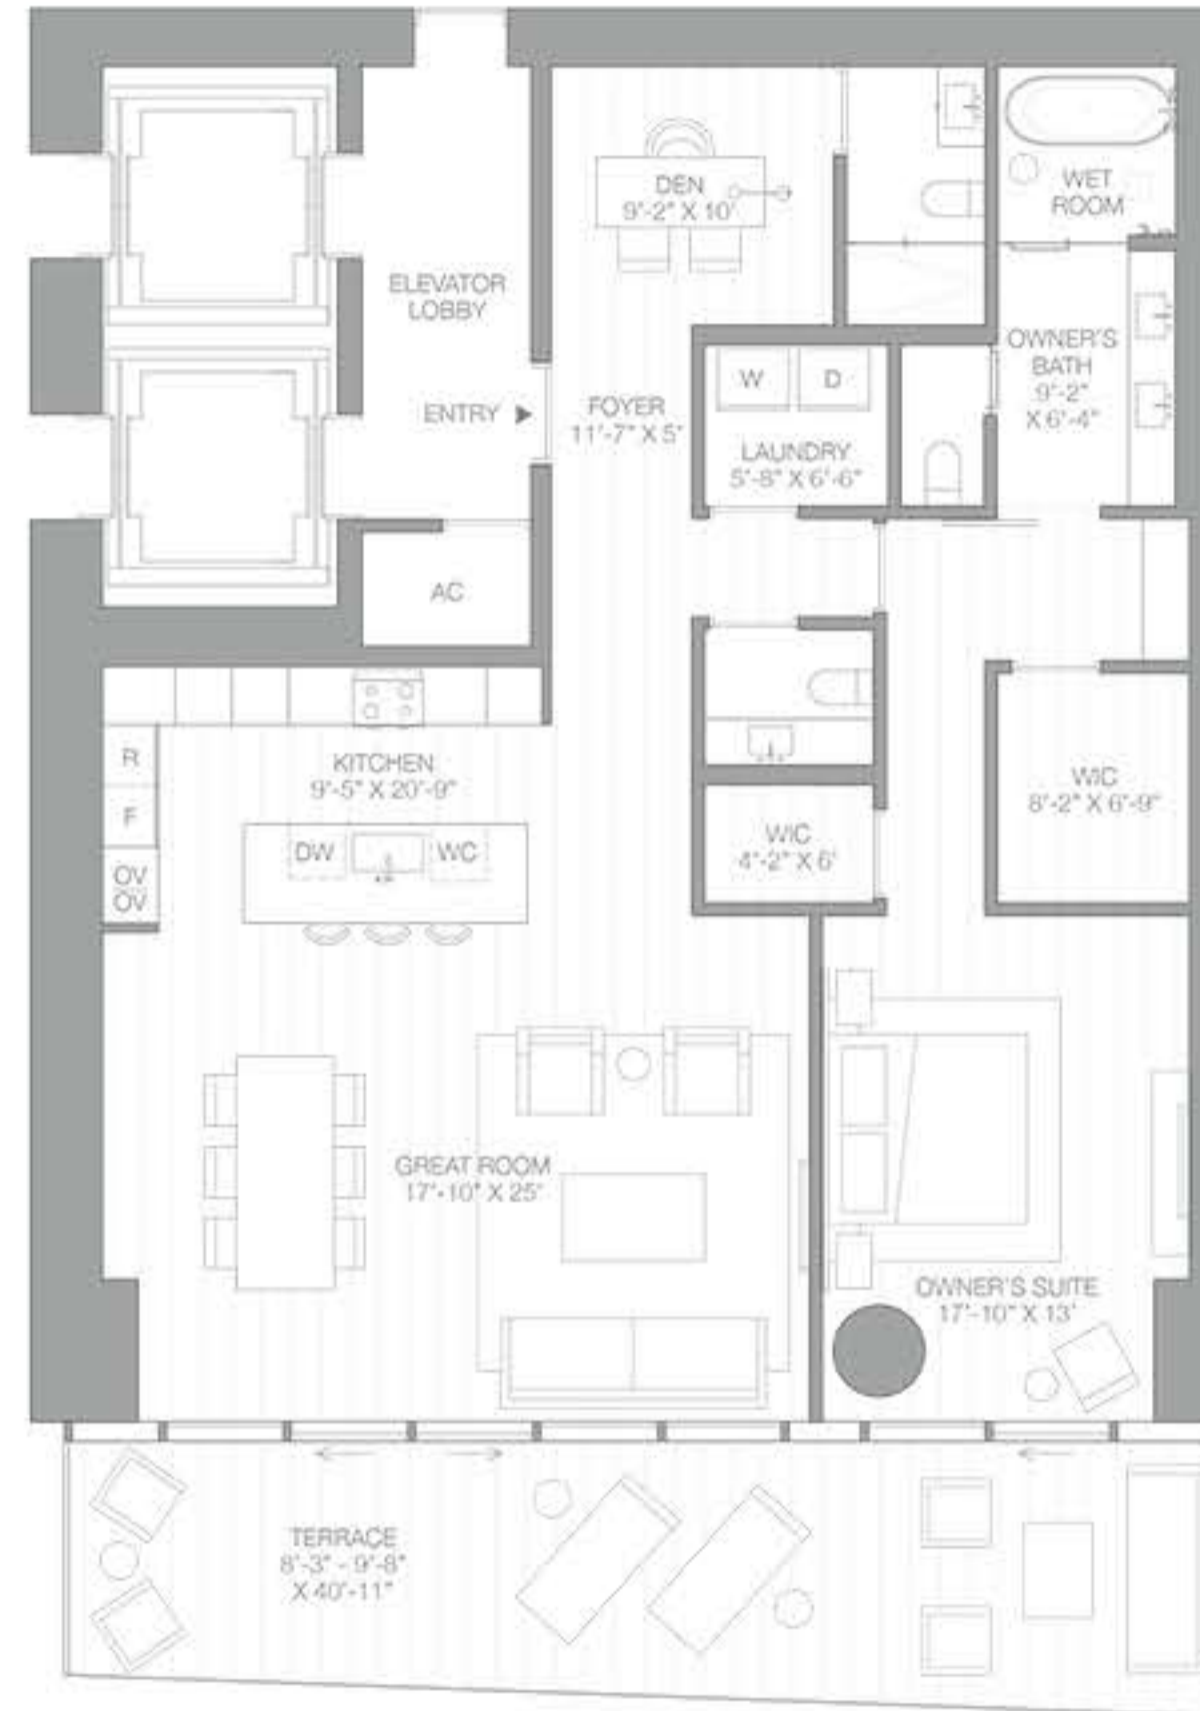 DEN
9'-2" X 10'
WET
ROOM
ELEVATOR
LOBBY
OWNER'S
BATH
9'-2"
X 6'-4"
W
D
ENTRY
FOYER
11'-7" X 5'
LAUNDRY
5'-8" X 6'-6"
AC
R
F
OV
OV
KITCHEN
9'-5" X 20'-9"
DW
WC
WIC
4'-2" X 6'
WIC
8'-2" X 6'-9"
GREAT ROOM
17'-10" X 25'
OWNER'S SUITE
17'-10" X 13'
TERRACE
8'-3" - 9'-8"
X 40'-11"